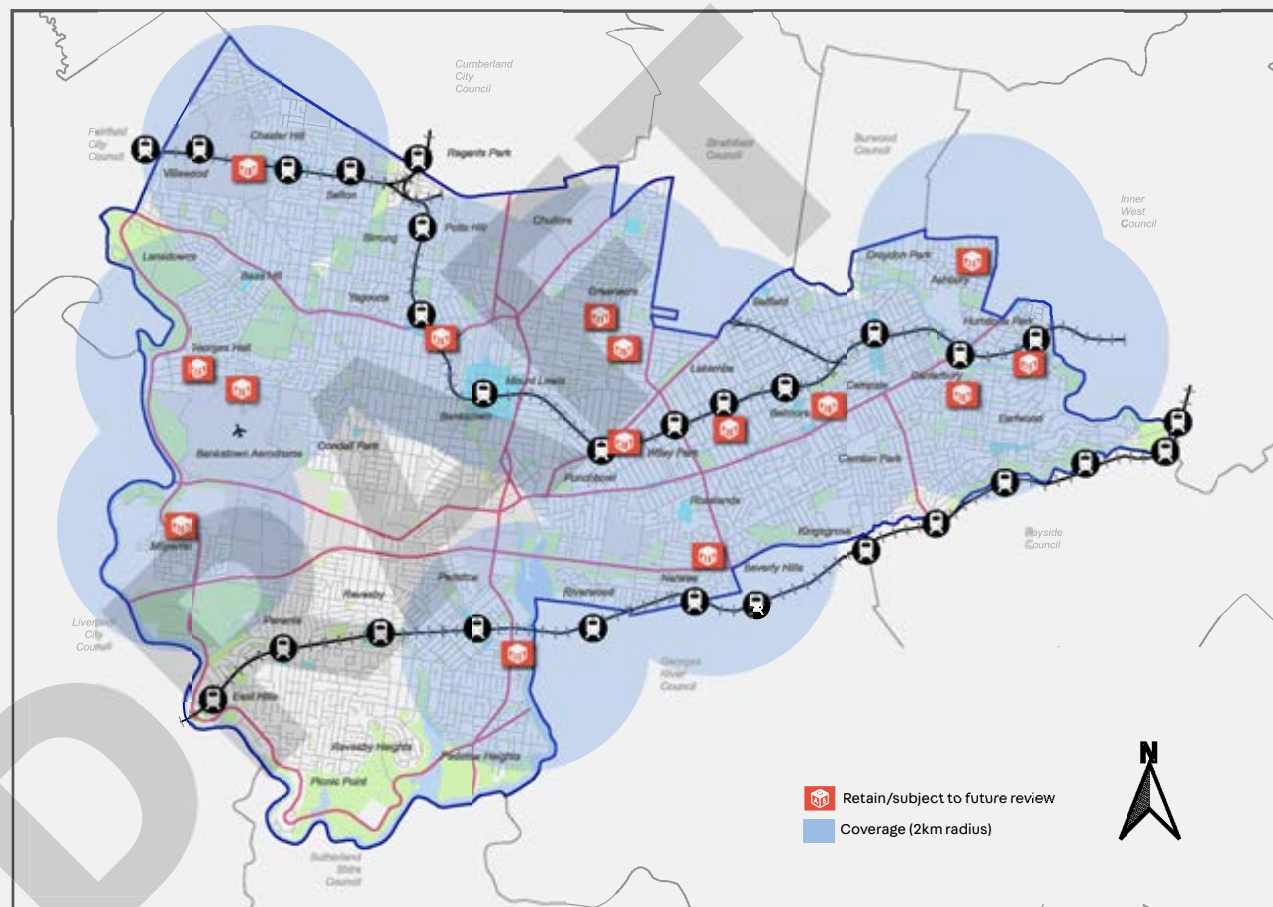 Cumberland
City
Council
Fairfield
City
Council
Strathfield
Council
Burwood
Council
Inner
West
Council
Chester Hill
Regents Park
Villawood
Sefton
Potts Hill
Birrong
Chullora
Lansdowne
Bass Hill
Yagoona
Greenacre
Croydon Park
Ashbury
Belfield
Hurlstone Park
Georges Hall
Mount Lewis
Lakemba
Canterbury
Campsie
Belmore
Bankstown
Earlwood
Condell Park
Bankstown Aerodrome
Wiley Park
Punchbowl
Clemton Park
Roselands
Kingsgrove
Bayside
Council
Milperra
Beverly Hills
Padstow
Narwee
Riverwood
Revesby
Liverpool
City
Council
Panania
Georges
River
Council
East Hills
Revesby Heights
Padstow Heights
Picnic Point
Sutherland
Shire
Council
N
Retain/subject to future review
Coverage (2km radius)
DRAFT